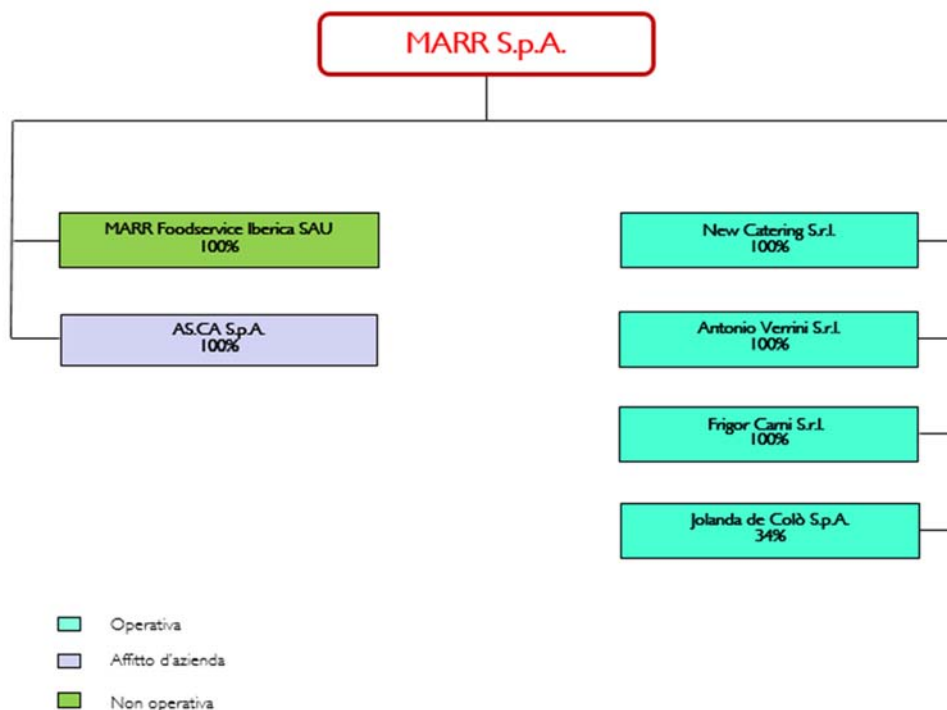 MARR S.p.A.
MARR Foodservice Iberica SAU
100%
AS.CA S.p.A.
100%
New Catering S.r.l.
100%
Antonio Verrini S.r.l.
100%
Frigor Carni S.r.l.
100%
Jolanda de Colò S.p.A.
34%
Operativa
Affitto d'azienda
Non operativa